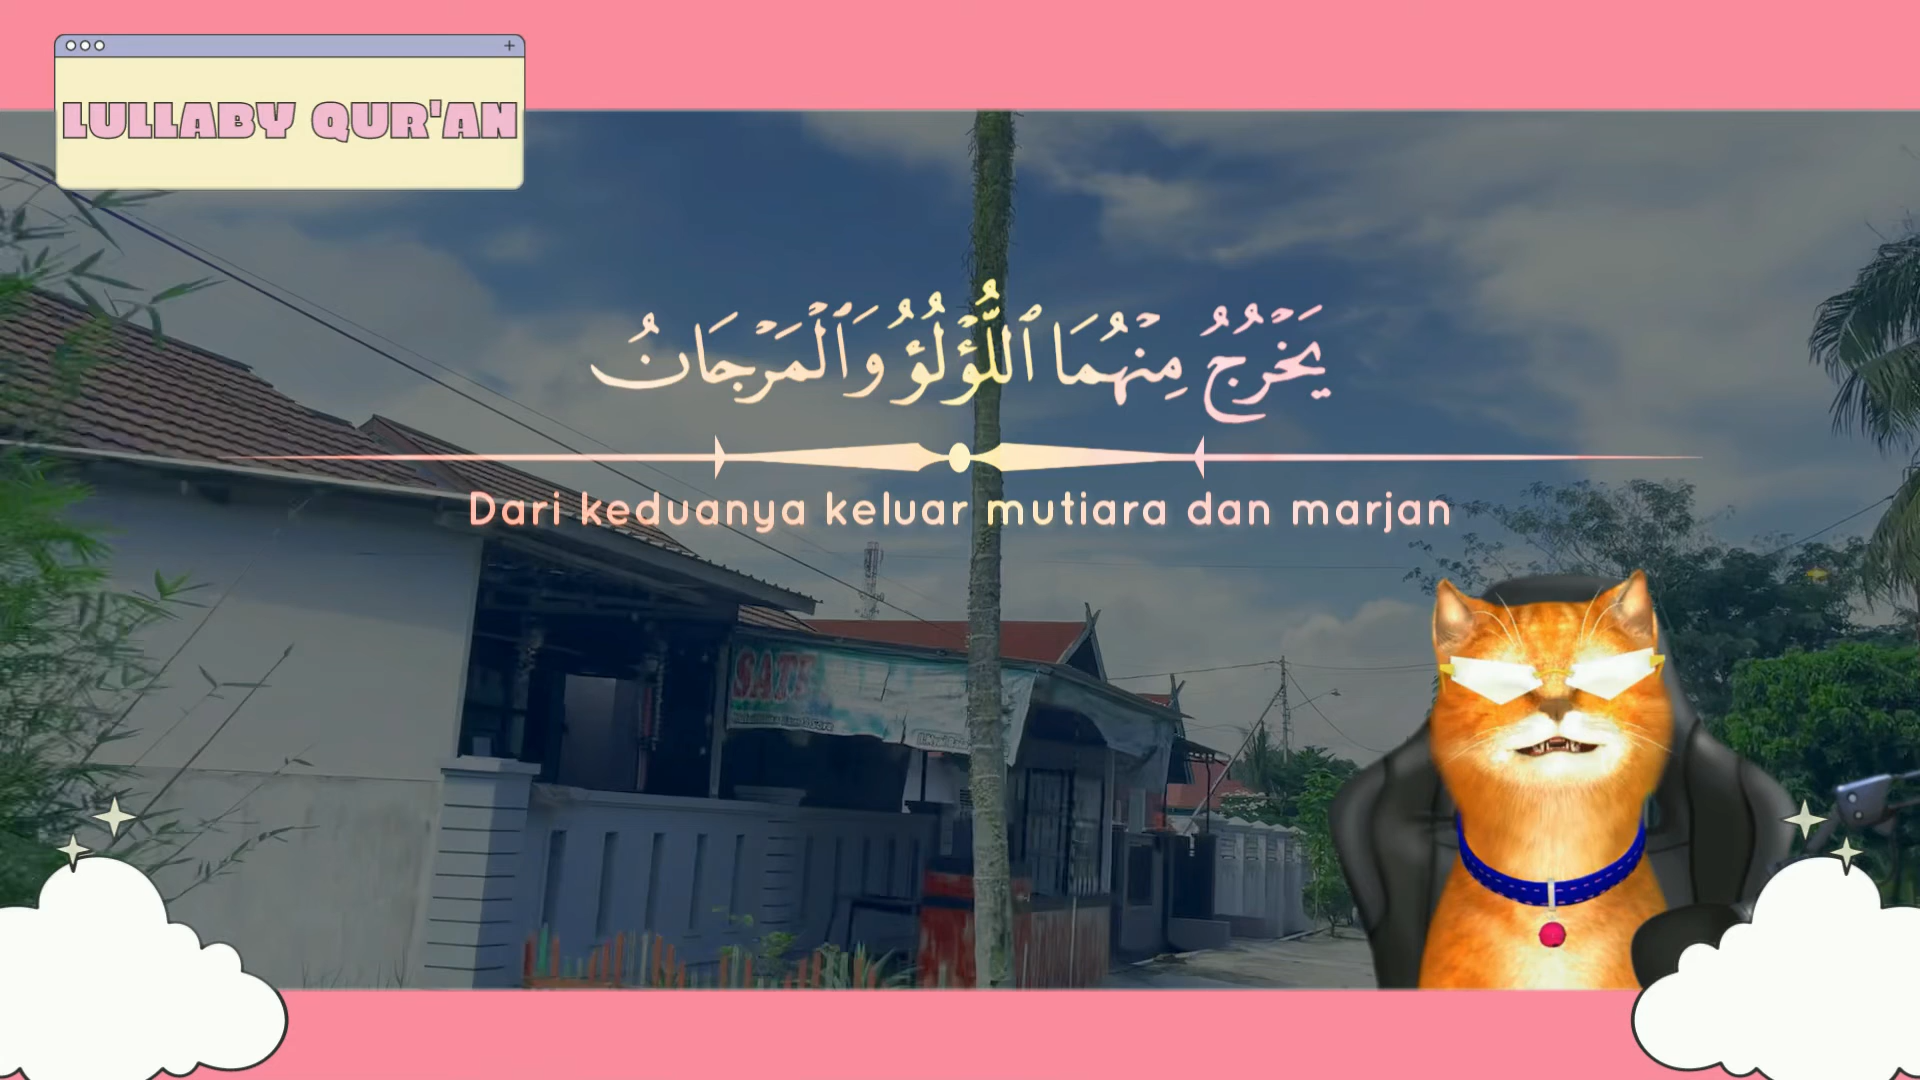 LULLABY QUR'AN
يَخْرُجُ مِنْهُمَا ٱللُّؤْلُؤُ وَٱلْمَرْجَانُ
Dari keduanya keluar mutiara dan marjan
SATE